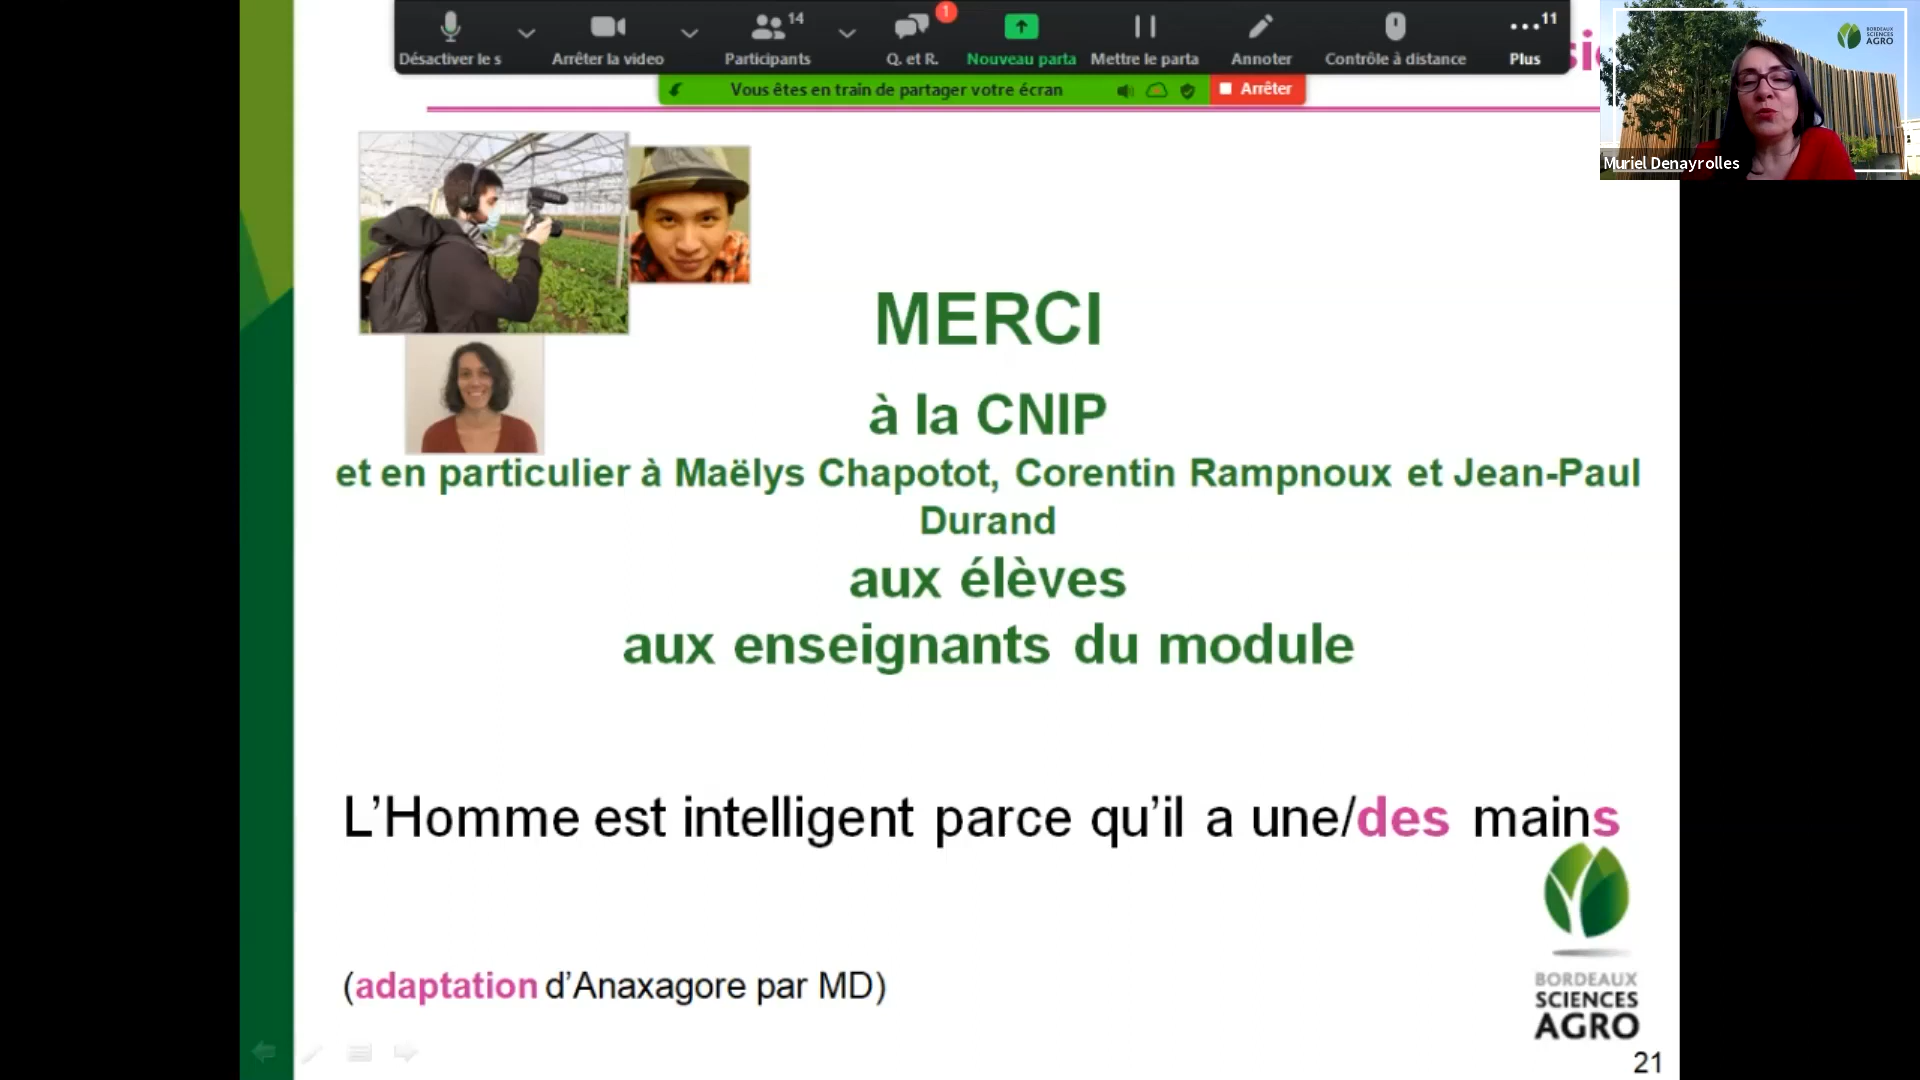 14
1
11
Désactiver le s
Arrêter la video
Participants
Q. et R.
Nouveau parta
Mettre le parta
Annoter
Contrôle à distance
Plus
Vous êtes en train de partager votre écran
Arrêter
BORDEAUX
SCIENCES
AGRO
Muriel Denayrolles
MERCI
à la CNIP
et en particulier à Maëlys Chapotot, Corentin Rampnoux et Jean-Paul
Durand
aux élèves
aux enseignants du module
L’Homme est intelligent parce qu’il a une/des mains
(adaptation d’Anaxagore par MD)
BORDEAUX
SCIENCES
AGRO
21